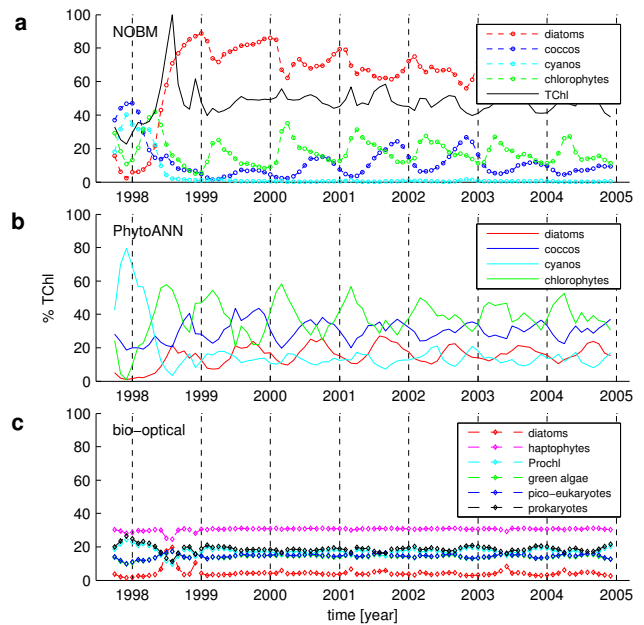 a
NOBM
diatoms
coccos
cyanos
chlorophytes
TChl
100
80
60
40
20
0
1998 1999 2000 2001 2002 2003 2004 2005
b
PhytoANN
diatoms
coccos
cyanos
chlorophytes
% TChl
100
80
60
40
20
0
1998 1999 2000 2001 2002 2003 2004 2005
c
bio-optical
diatoms
haptophytes
Prochl
green algae
pico-eukaryotes
prokaryotes
100
80
60
40
20
0
1998 1999 2000 2001 2002 2003 2004 2005
time [year]